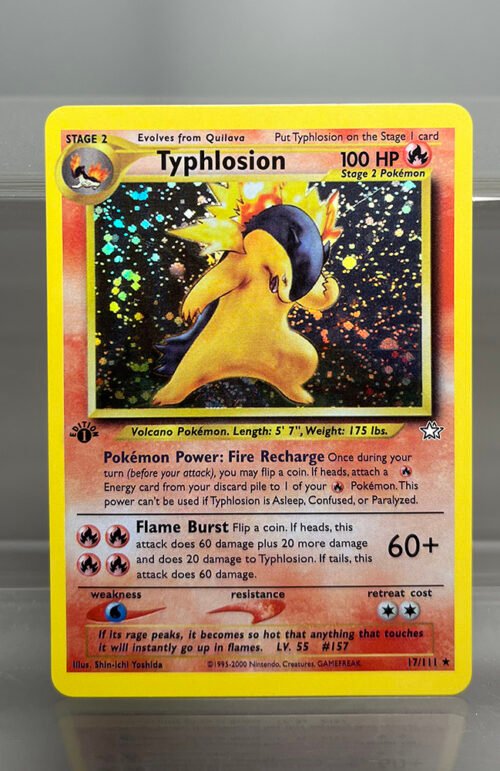 STAGE 2 Evolves from Quilava Put Typhlosion on the Stage 1 card
Typhlosion 100 HP
Stage 2 Pokémon
EDITION
1
Volcano Pokémon. Length: 5' 7", Weight: 175 lbs.
Pokémon Power: Fire Recharge Once during your
turn (before your attack), you may flip a coin. If heads, attach a
Energy card from your discard pile to 1 of your Pokémon. This
power can't be used if Typhlosion is Asleep, Confused, or Paralyzed.
Flame Burst Flip a coin. If heads, this
attack does 60 damage plus 20 more damage
and does 20 damage to Typhlosion. If tails, this
attack does 60 damage.
60+
weakness resistance retreat cost
If its rage peaks, it becomes so hot that anything that touches
it will instantly go up in flames. LV. 55 #157
Illus. Shin-ichi Yoshida ©1995-2000 Nintendo, Creatures, GAMEFREAK. 17/111 ★